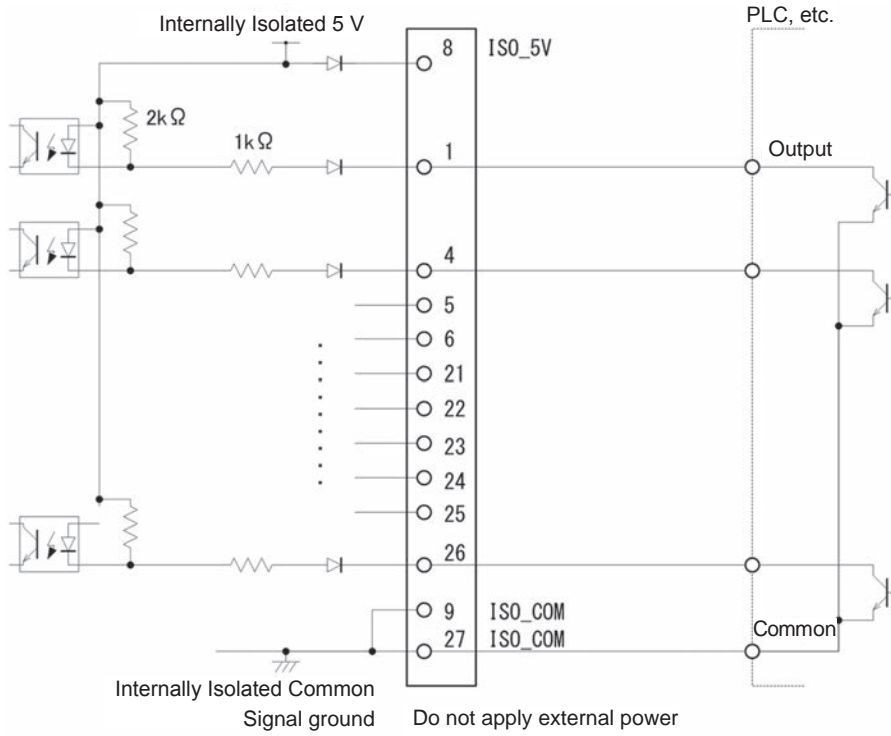 Internally Isolated 5 V
PLC, etc.
8 ISO_5V
2kΩ
1kΩ
1
Output
4
5
6
21
22
23
24
25
26
9 ISO_COM
27 ISO_COM
Common
Internally Isolated Common
Signal ground
Do not apply external power